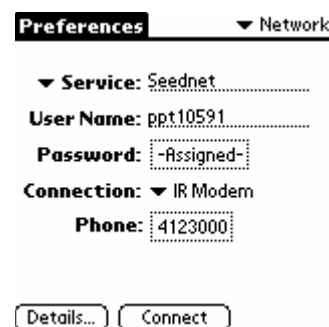 Preferences ▼ Network
▼ Service: Seednet
User Name: ppt10591
Password: -Assigned-
Connection: ▼ IR Modem
Phone: 4123000
Details... Connect